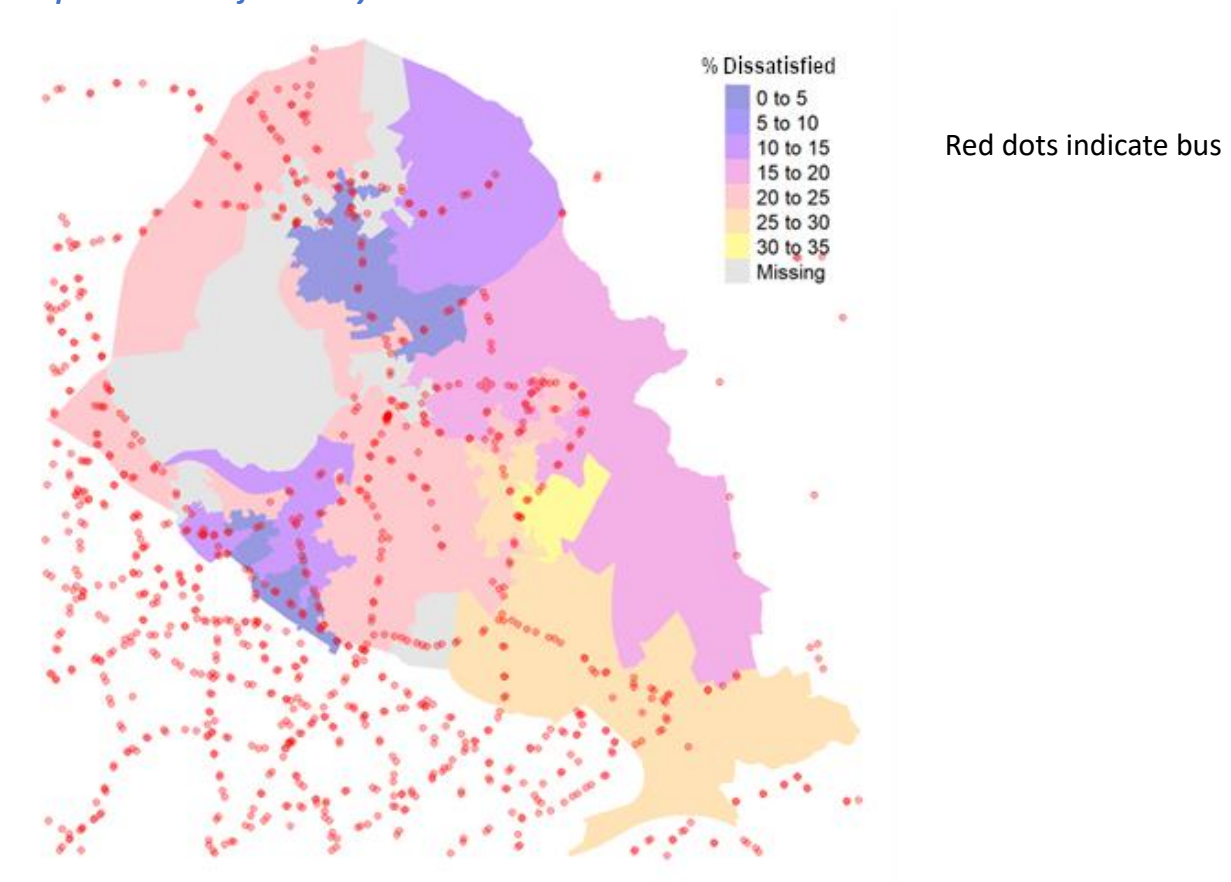 % Dissatisfied
0 to 5
5 to 10
10 to 15
15 to 20
20 to 25
25 to 30
30 to 35
Missing
Red dots indicate bus